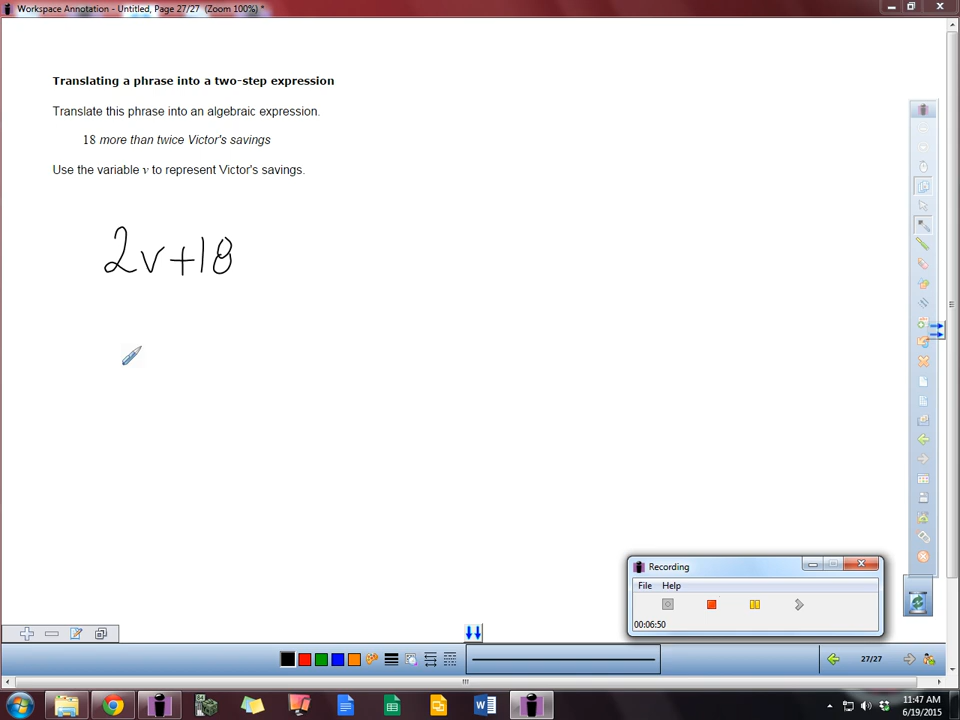 Workspace Annotation - Untitled, Page 27/27 (Zoom 100%) *
Translating a phrase into a two-step expression
Translate this phrase into an algebraic expression.
18 more than twice Victor's savings
Use the variable v to represent Victor's savings.
2v+18
Recording
File Help
00:06:50
27/27
11:47 AM
6/19/2015